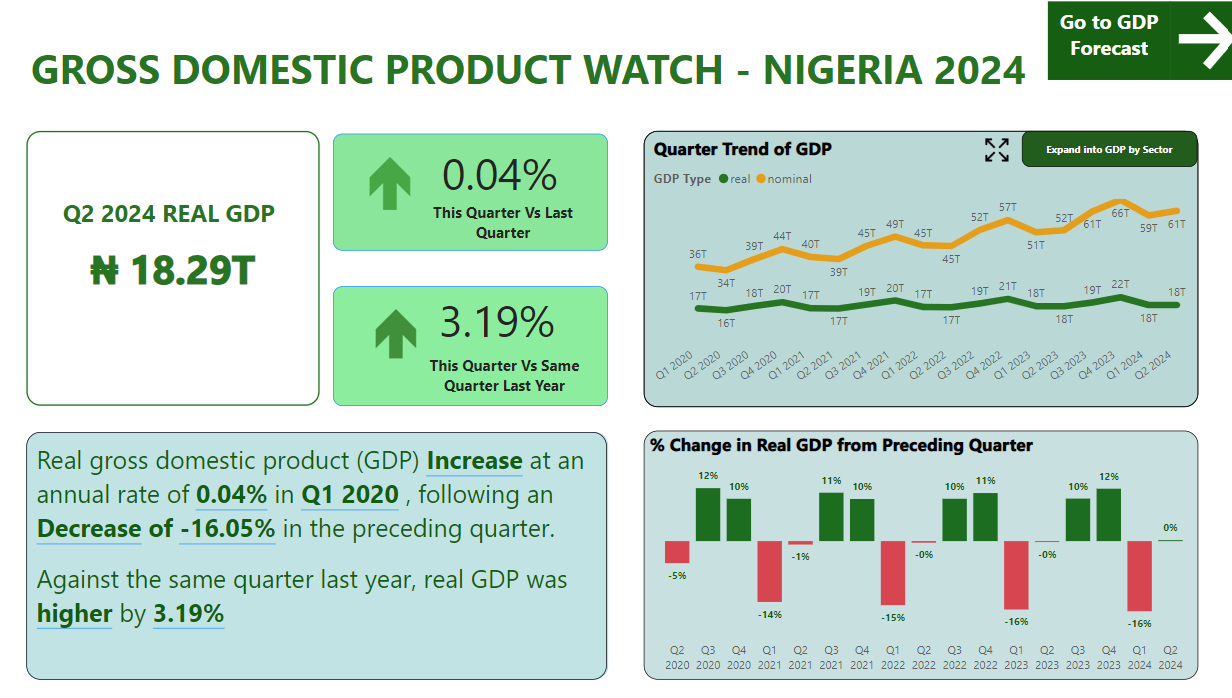 Go to GDP
Forecast
GROSS DOMESTIC PRODUCT WATCH - NIGERIA 2024
Q2 2024 REAL GDP
₦ 18.29T
0.04%
This Quarter Vs Last
Quarter
3.19%
This Quarter Vs Same
Quarter Last Year
Real gross domestic product (GDP) Increase at an
annual rate of 0.04% in Q1 2020 , following an
Decrease of -16.05% in the preceding quarter.
Against the same quarter last year, real GDP was
higher by 3.19%
Quarter Trend of GDP
Expand into GDP by Sector
GDP Type real nominal
36T 34T 39T 44T 40T 39T 45T 49T 45T 45T 52T 57T 51T 52T 61T 66T 59T 61T
17T 16T 18T 20T 17T 17T 19T 20T 17T 17T 19T 21T 18T 18T 19T 22T 18T 18T
Q1 2020 Q2 2020 Q3 2020 Q4 2020 Q1 2021 Q2 2021 Q3 2021 Q4 2021 Q1 2022 Q2 2022 Q3 2022 Q4 2022 Q1 2023 Q2 2023 Q3 2023 Q4 2023 Q1 2024 Q2 2024
% Change in Real GDP from Preceding Quarter
-5% 12% 10% -14% -1% 11% 10% -15% -0% 10% 11% -16% -0% 10% 12% -16% 0%
Q2 Q3 Q4 Q1 Q2 Q3 Q4 Q1 Q2 Q3 Q4 Q1 Q2 Q3 Q4 Q1 Q2
2020 2020 2020 2021 2021 2021 2021 2022 2022 2022 2022 2023 2023 2023 2023 2024 2024